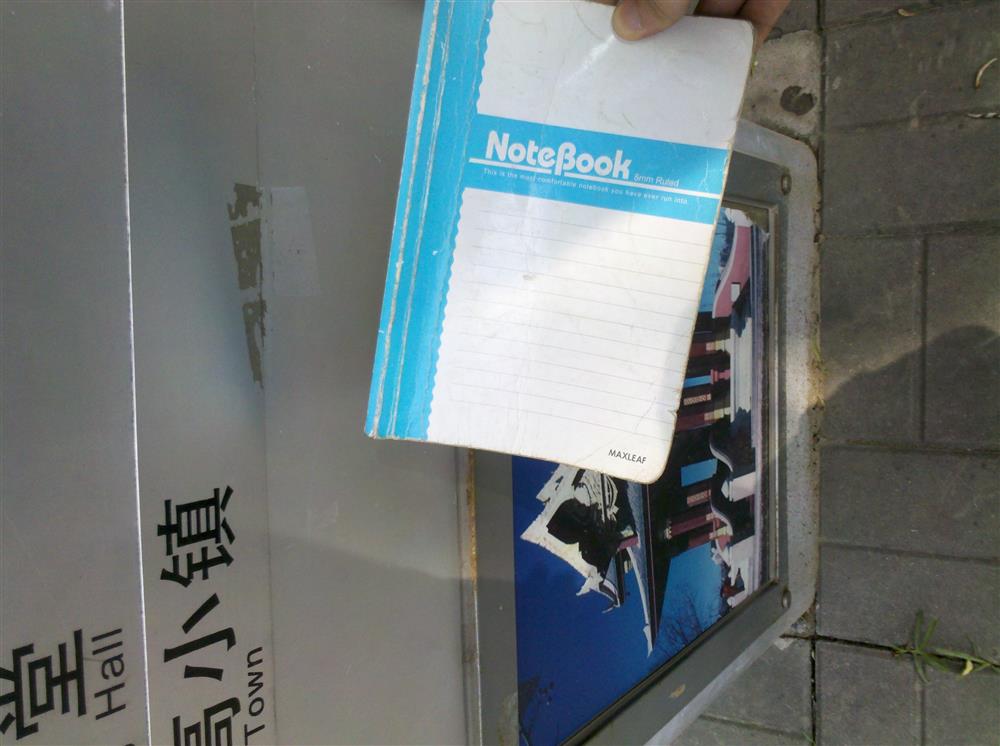 NoteBook
8mm Ruled
This is the most comfortable notebook you have ever run into.
MAXLEAF
堂
Hall
高小镇
Town